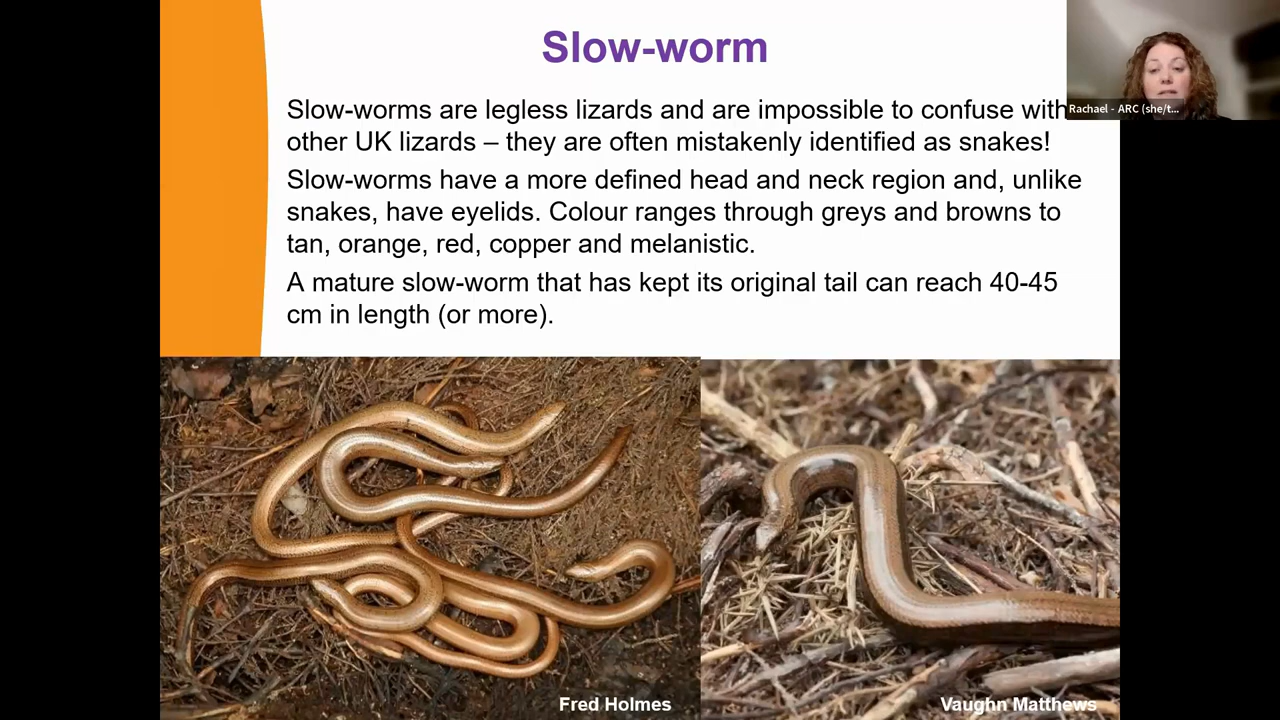 Slow-worm
Slow-worms are legless lizards and are impossible to confuse with
other UK lizards – they are often mistakenly identified as snakes!
Slow-worms have a more defined head and neck region and, unlike
snakes, have eyelids. Colour ranges through greys and browns to
tan, orange, red, copper and melanistic.
A mature slow-worm that has kept its original tail can reach 40-45
cm in length (or more).
Rachael - ARC (she/t...
Fred Holmes
Vaughn Matthews